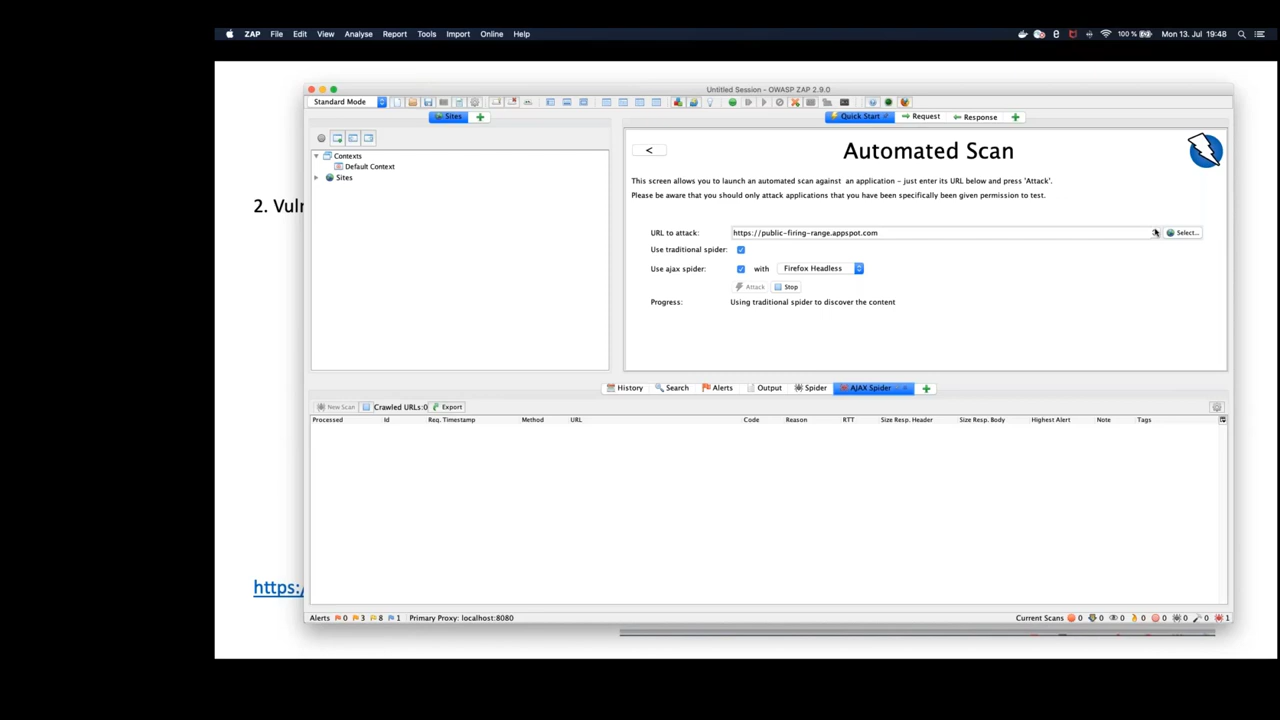 ZAP File Edit View Analyse Report Tools Import Online Help
100 % Mon 13. Jul 19:48
Untitled Session - OWASP ZAP 2.9.0
Standard Mode
Sites
Quick Start Request Response
Contexts
Default Context
Sites
<
Automated Scan
This screen allows you to launch an automated scan against an application - just enter its URL below and press 'Attack'.
Please be aware that you should only attack applications that you have been specifically been given permission to test.
2. Vulr
URL to attack: https://public-firing-range.appspot.com Select...
Use traditional spider:
Use ajax spider: with Firefox Headless
Attack Stop
Progress: Using traditional spider to discover the content
History Search Alerts Output Spider AJAX Spider
New Scan Crawled URLs:0 Export
Processed Id Req. Timestamp Method URL Code Reason RTT Size Resp. Header Size Resp. Body Highest Alert Note Tags
https:/
Alerts 0 3 8 1 Primary Proxy: localhost:8080 Current Scans 0 0 0 0 0 0 0 1